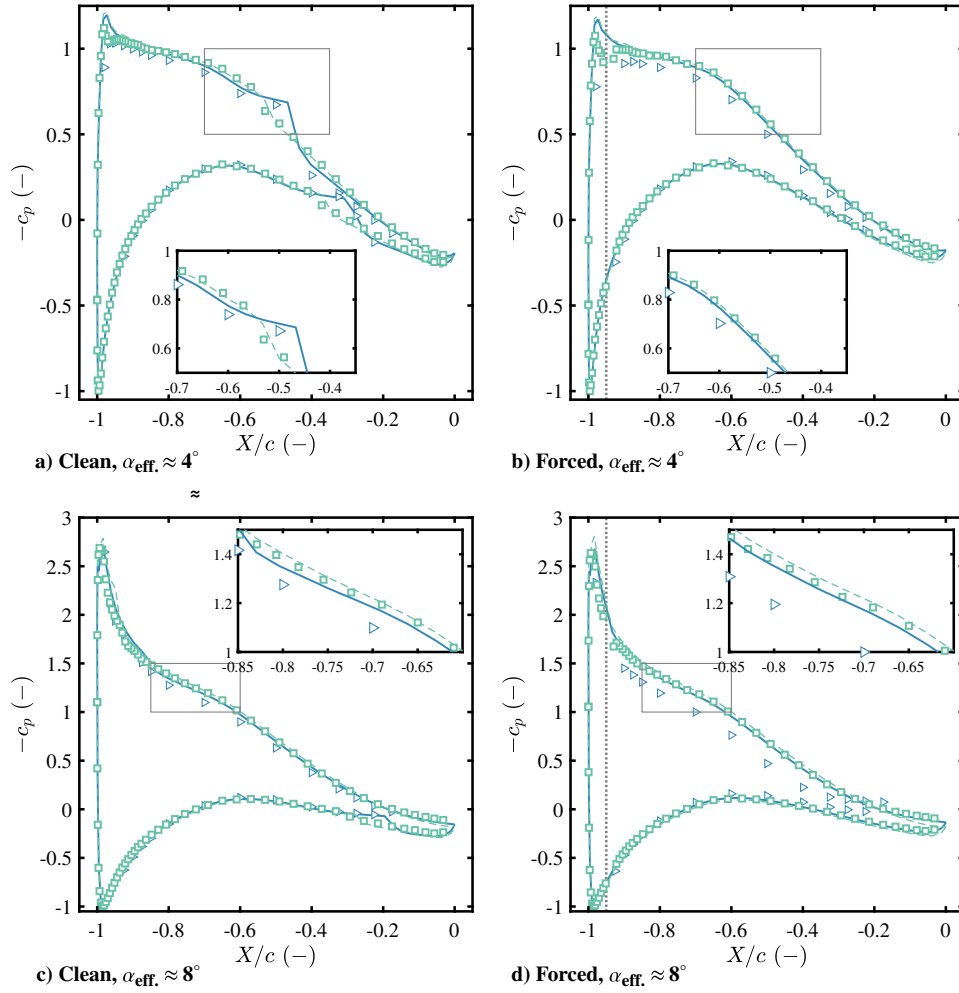 1
0.5
0
-0.5
-1
−c_p (−)
0.9
0.8
0.6
-0.7 -0.6 -0.5 -0.4
-1 -0.8 -0.6 -0.4 -0.2 0
X/c (−)
a) Clean, α_eff. ≈ 4°
1
0.5
0
-0.5
-1
−c_p (−)
0.9
0.8
0.6
-0.7 -0.6 -0.5 -0.4
-1 -0.8 -0.6 -0.4 -0.2 0
X/c (−)
b) Forced, α_eff. ≈ 4°
≈
3
2.5
2
1.5
1
0.5
0
-0.5
-1
−c_p (−)
1.4
1.2
1
-0.85 -0.8 -0.75 -0.7 -0.65
-1 -0.8 -0.6 -0.4 -0.2 0
X/c (−)
c) Clean, α_eff. ≈ 8°
3
2.5
2
1.5
1
0.5
0
-0.5
-1
−c_p (−)
1.4
1.2
1
-0.85 -0.8 -0.75 -0.7 -0.65
-1 -0.8 -0.6 -0.4 -0.2 0
X/c (−)
d) Forced, α_eff. ≈ 8°